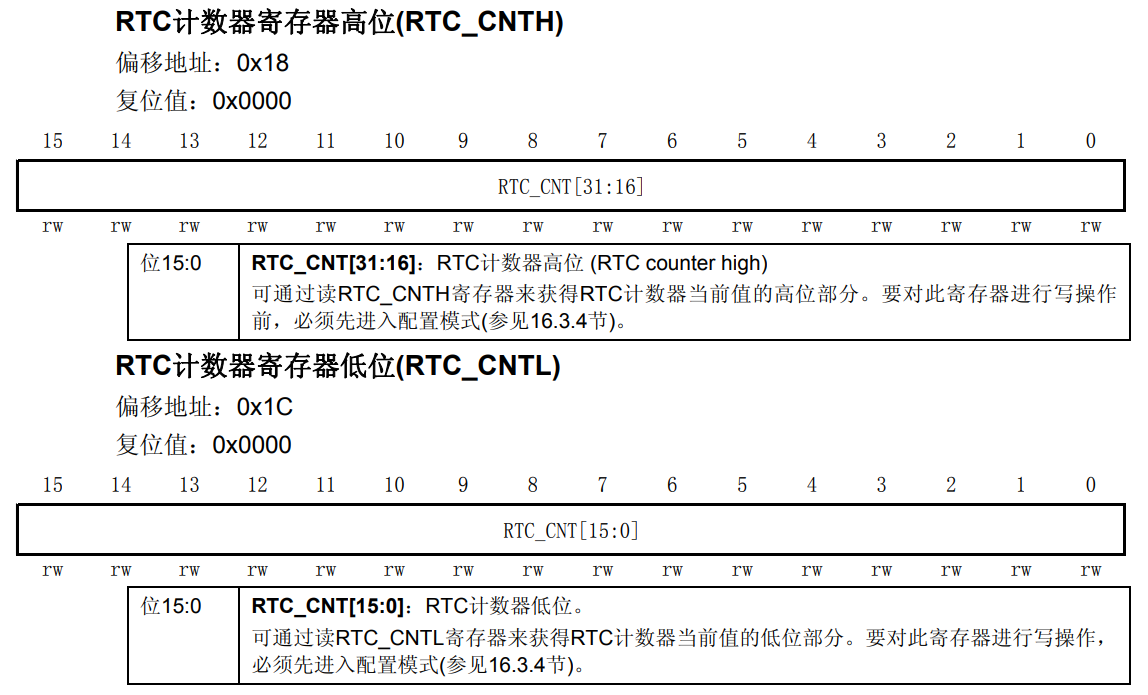 RTC计数器寄存器高位(RTC_CNTH)
偏移地址：0x18
复位值：0x0000
15 14 13 12 11 10 9 8 7 6 5 4 3 2 1 0
RTC_CNT[31:16]
rw rw rw rw rw rw rw rw rw rw rw rw rw rw rw rw
位15:0 RTC_CNT[31:16]：RTC计数器高位 (RTC counter high)
可通过读RTC_CNTH寄存器来获得RTC计数器当前值的高位部分。要对此寄存器进行写操作
前，必须先进入配置模式(参见16.3.4节)。
RTC计数器寄存器低位(RTC_CNTL)
偏移地址：0x1C
复位值：0x0000
15 14 13 12 11 10 9 8 7 6 5 4 3 2 1 0
RTC_CNT[15:0]
rw rw rw rw rw rw rw rw rw rw rw rw rw rw rw rw
位15:0 RTC_CNT[15:0]：RTC计数器低位。
可通过读RTC_CNTL寄存器来获得RTC计数器当前值的低位部分。要对此寄存器进行写操作，
必须先进入配置模式(参见16.3.4节)。